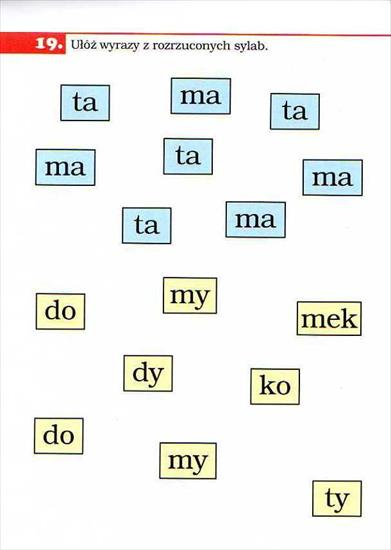 19. Ułóż wyrazy z rozrzuconych sylab.
ta
ma
ta
ma
ta
ma
ta
ma
do
my
mek
dy
ko
do
my
ty